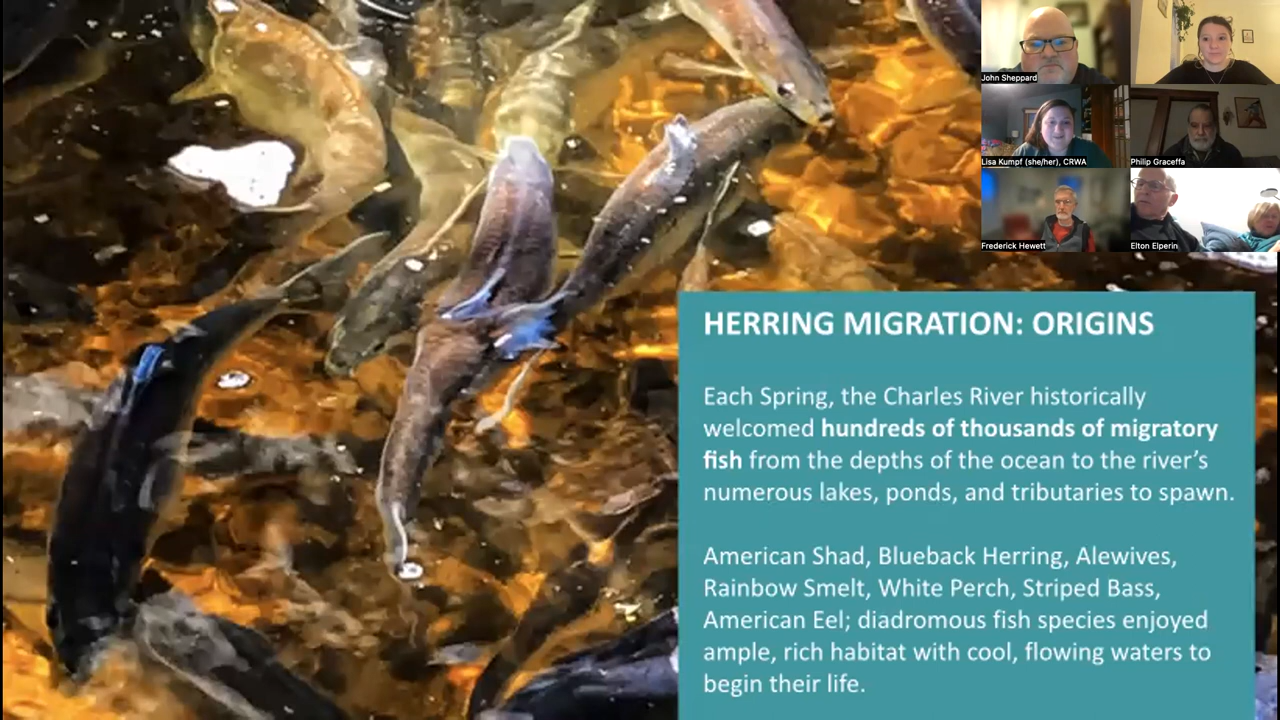 John Sheppard
Lisa Kumpf (she/her), CRWA
Philip Graceffa
Frederick Hewett
Elton Elperin
HERRING MIGRATION: ORIGINS
Each Spring, the Charles River historically
welcomed hundreds of thousands of migratory
fish from the depths of the ocean to the river’s
numerous lakes, ponds, and tributaries to spawn.
American Shad, Blueback Herring, Alewives,
Rainbow Smelt, White Perch, Striped Bass,
American Eel; diadromous fish species enjoyed
ample, rich habitat with cool, flowing waters to
begin their life.